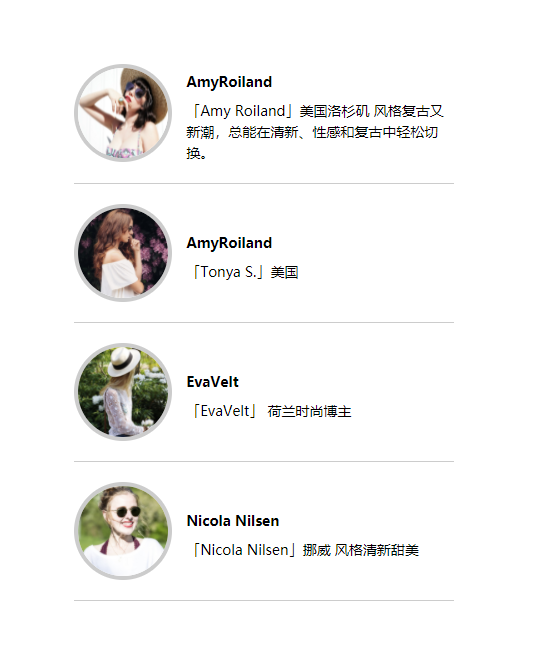 AmyRoiland
「Amy Roiland」美国洛杉矶 风格复古又
新潮，总能在清新、性感和复古中轻松切
换。
AmyRoiland
「Tonya S.」美国
EvaVelt
「EvaVelt」 荷兰时尚博主
Nicola Nilsen
「Nicola Nilsen」挪威 风格清新甜美